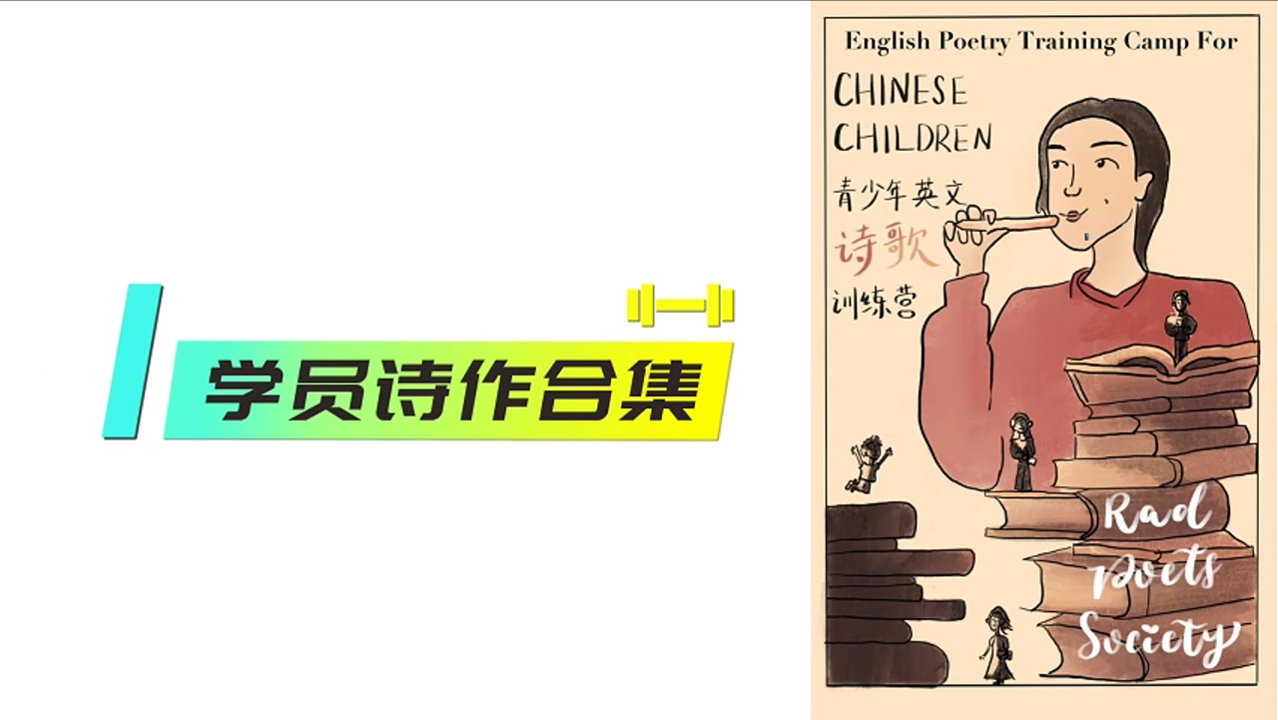 学员诗作合集
English Poetry Training Camp For
CHINESE
CHILDREN
青少年英文
诗歌
训练营
Rad
Poets
Society